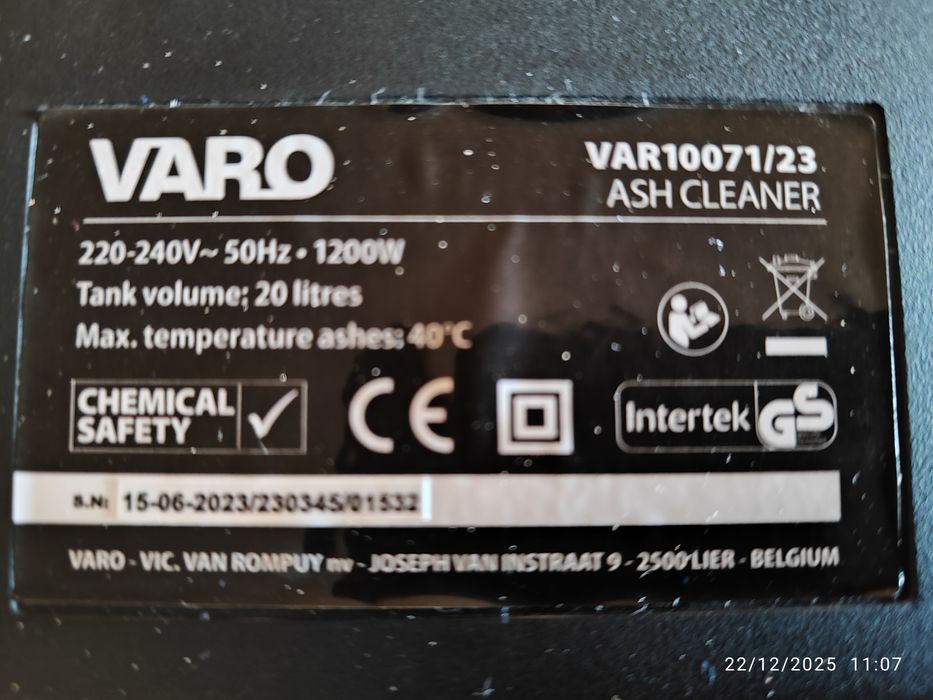 VARO
VAR10071/23
ASH CLEANER
220-240V~ 50Hz • 1200W
Tank volume; 20 litres
Max. temperature ashes; 40°C
CHEMICAL
SAFETY
CE
Intertek
GS
S.N: 15-06-2023/230345/01532
VARO - VIC. VAN ROMPUY nv - JOSEPH VAN INSTRAAT 9 - 2500 LIER - BELGIUM
22/12/2025 11:07